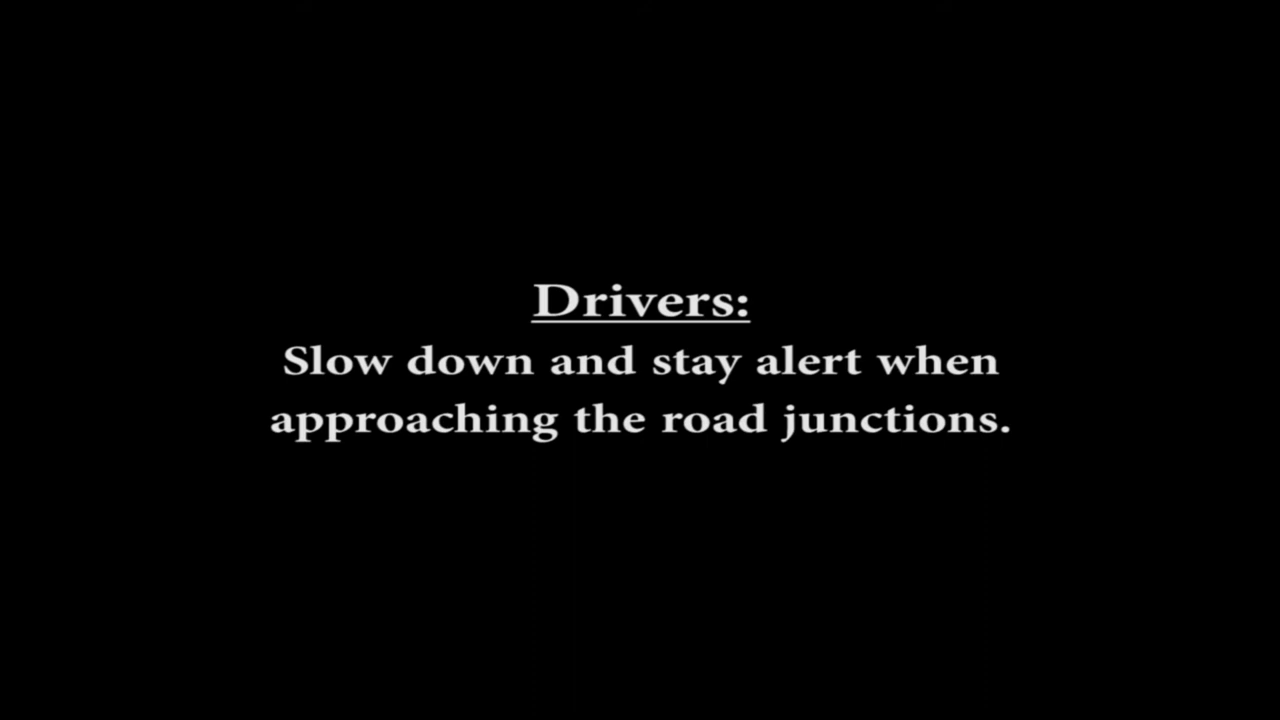 Drivers:
Slow down and stay alert when
approaching the road junctions.